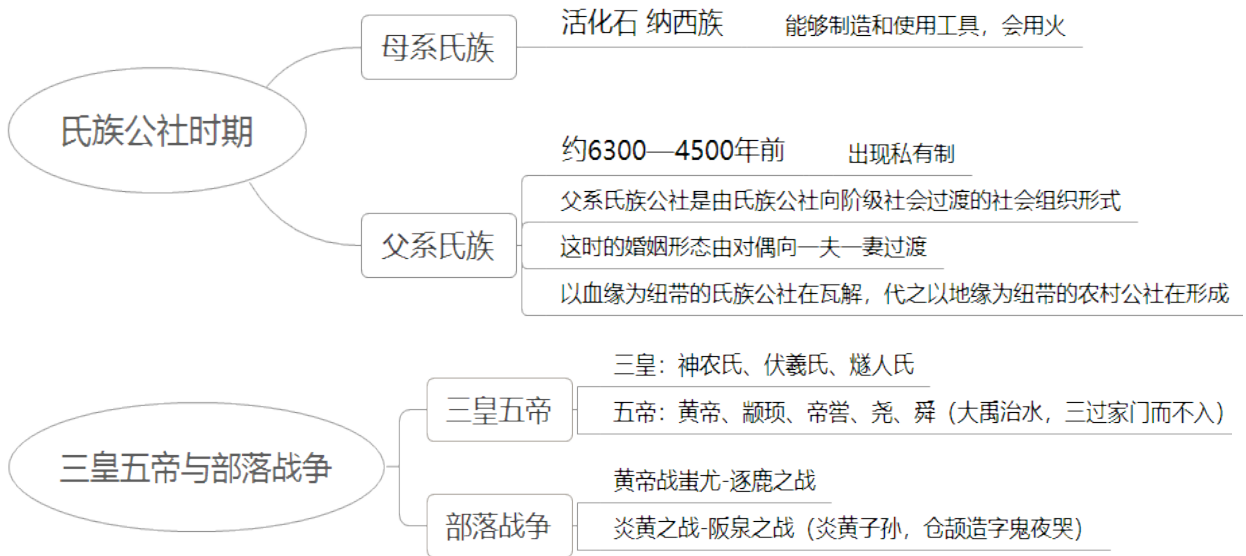 氏族公社时期
母系氏族
活化石 纳西族 能够制造和使用工具，会用火
父系氏族
约6300—4500年前 出现私有制
父系氏族公社是由氏族公社向阶级社会过渡的社会组织形式
这时的婚姻形态由对偶向一夫一妻过渡
以血缘为纽带的氏族公社在瓦解，代之以地缘为纽带的农村公社在形成
三皇五帝与部落战争
三皇五帝
三皇：神农氏、伏羲氏、燧人氏
五帝：黄帝、颛顼、帝喾、尧、舜（大禹治水，三过家门而不入）
部落战争
黄帝战蚩尤-逐鹿之战
炎黄之战-阪泉之战（炎黄子孙，仓颉造字鬼夜哭）